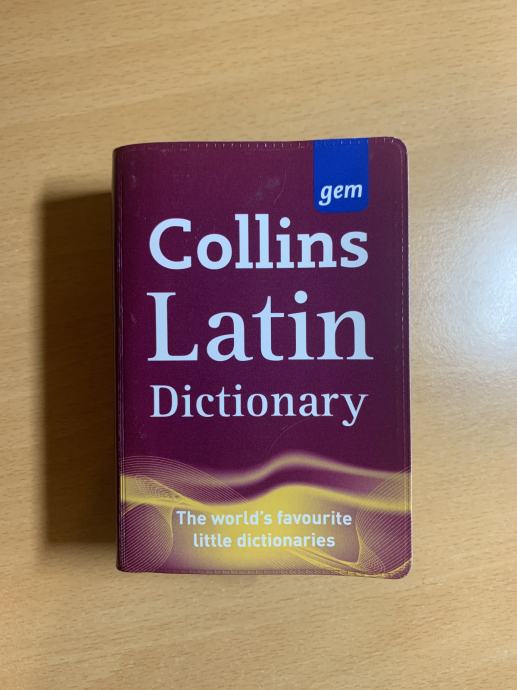 gem
Collins
Latin
Dictionary
The world's favourite
little dictionaries